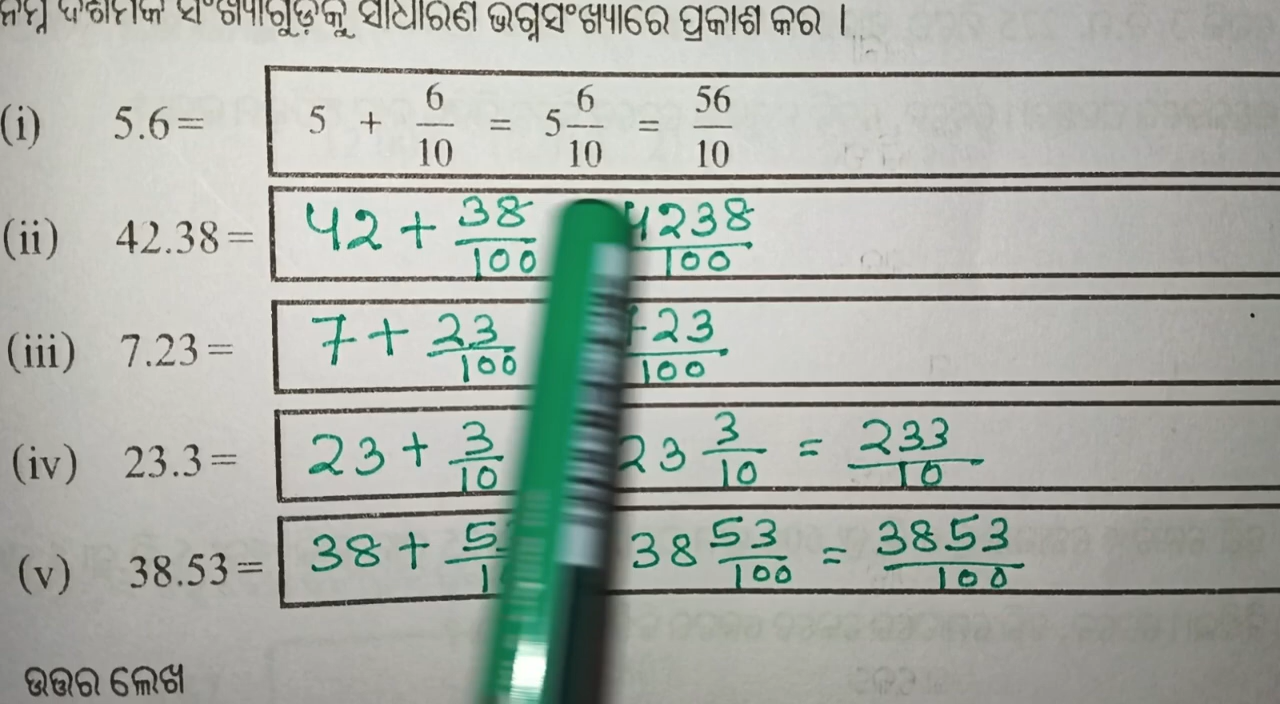 ନିମ୍ନ ଦଶମିକ ସଂଖ୍ୟାଗୁଡ଼ିକୁ ସାଧାରଣ ଭଗ୍ନସଂଖ୍ୟାରେ ପ୍ରକାଶ କର ।
(i) 5.6 = 5 + 6/10 = 5 6/10 = 56/10
(ii) 42.38 = 42 + 38/100 4238/100
(iii) 7.23 = 7 + 23/100 723/100
(iv) 23.3 = 23 + 3/10 23 3/10 = 233/10
(v) 38.53 = 38 + 38 53/100 = 3853/100
ଉତ୍ତର ଲେଖ